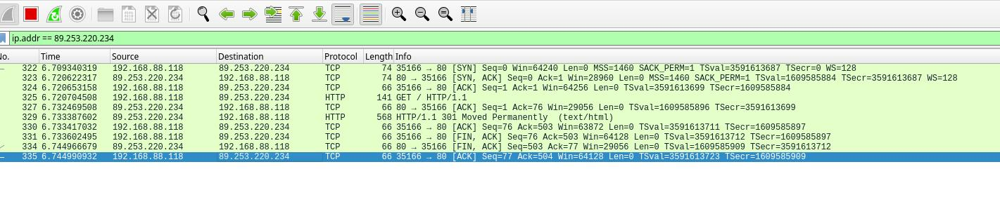 ip.addr == 89.253.220.234
No. Time Source Destination Protocol Length Info
322 6.709340319 192.168.88.118 89.253.220.234 TCP 74 35166 → 80 [SYN] Seq=0 Win=64240 Len=0 MSS=1460 SACK_PERM=1 TSval=3591613687 TSecr=0 WS=128
323 6.720622317 89.253.220.234 192.168.88.118 TCP 74 80 → 35166 [SYN, ACK] Seq=0 Ack=1 Win=28960 Len=0 MSS=1460 SACK_PERM=1 TSval=1609585884 TSecr=3591613687 WS=128
324 6.720653158 192.168.88.118 89.253.220.234 TCP 66 35166 → 80 [ACK] Seq=1 Ack=1 Win=64256 Len=0 TSval=3591613699 TSecr=1609585884
325 6.720704508 192.168.88.118 89.253.220.234 HTTP 141 GET / HTTP/1.1
327 6.732469508 89.253.220.234 192.168.88.118 TCP 66 80 → 35166 [ACK] Seq=1 Ack=76 Win=29056 Len=0 TSval=1609585896 TSecr=3591613699
329 6.733387602 89.253.220.234 192.168.88.118 HTTP 568 HTTP/1.1 301 Moved Permanently (text/html)
330 6.733417032 192.168.88.118 89.253.220.234 TCP 66 35166 → 80 [ACK] Seq=76 Ack=503 Win=63872 Len=0 TSval=3591613711 TSecr=1609585897
331 6.733602495 192.168.88.118 89.253.220.234 TCP 66 35166 → 80 [FIN, ACK] Seq=76 Ack=503 Win=64128 Len=0 TSval=3591613712 TSecr=1609585897
334 6.744966679 89.253.220.234 192.168.88.118 TCP 66 80 → 35166 [FIN, ACK] Seq=503 Ack=77 Win=29056 Len=0 TSval=1609585909 TSecr=3591613712
335 6.744990932 192.168.88.118 89.253.220.234 TCP 66 35166 → 80 [ACK] Seq=77 Ack=504 Win=64128 Len=0 TSval=3591613723 TSecr=1609585909